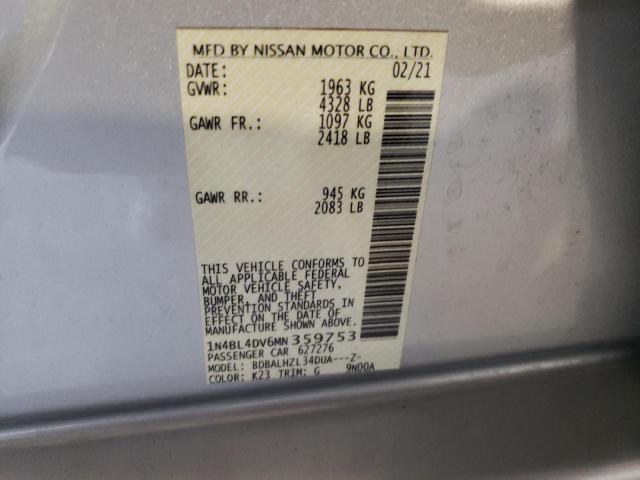 MFD BY NISSAN MOTOR CO., LTD.
DATE: 02/21
GVWR: 1963 KG
4328 LB
GAWR FR.: 1097 KG
2418 LB
GAWR RR.: 945 KG
2083 LB
THIS VEHICLE CONFORMS TO
ALL APPLICABLE FEDERAL
MOTOR VEHICLE SAFETY,
BUMPER, AND THEFT
PREVENTION STANDARDS IN
EFFECT ON THE DATE OF
MANUFACTURE SHOWN ABOVE.
1N4BL4DV6MN359753
PASSENGER CAR 627276
MODEL: BDBALHZL34DUA---Z-
COLOR: K23 TRIM: G 9N00A